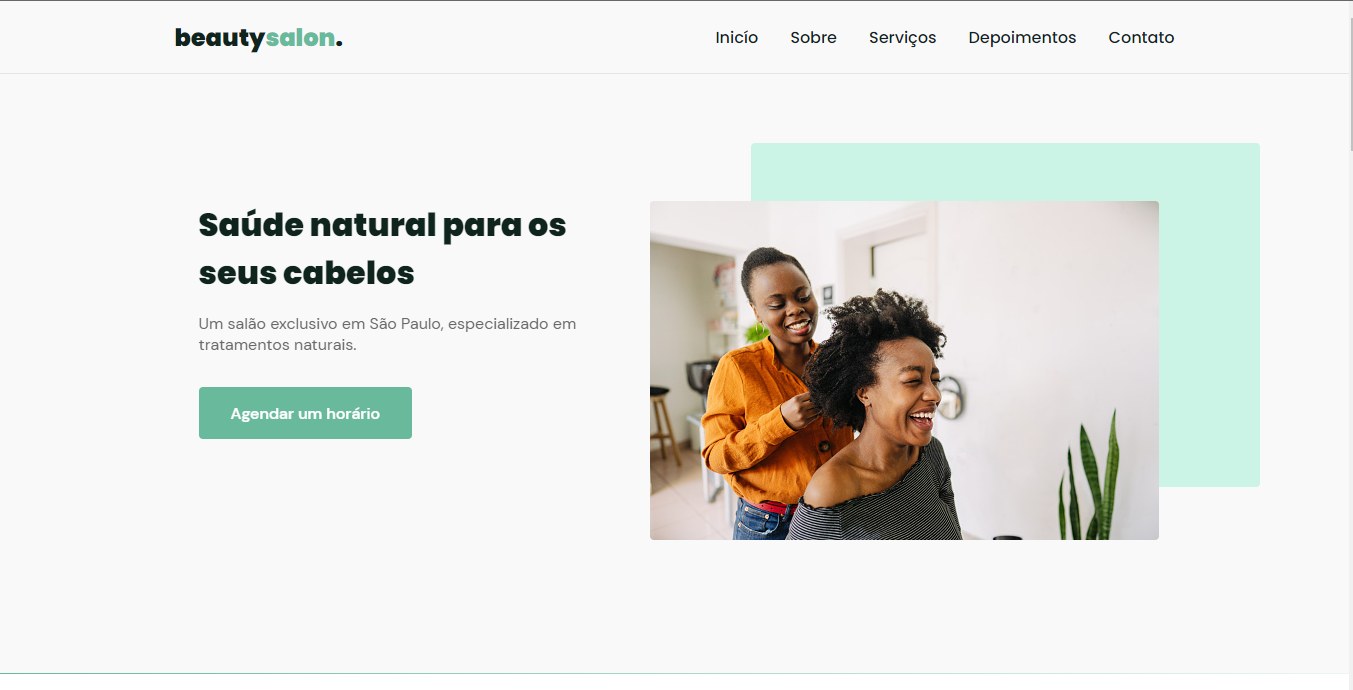 beautysalon.
Inicío Sobre Serviços Depoimentos Contato
Saúde natural para os
seus cabelos
Um salão exclusivo em São Paulo, especializado em
tratamentos naturais.
Agendar um horário